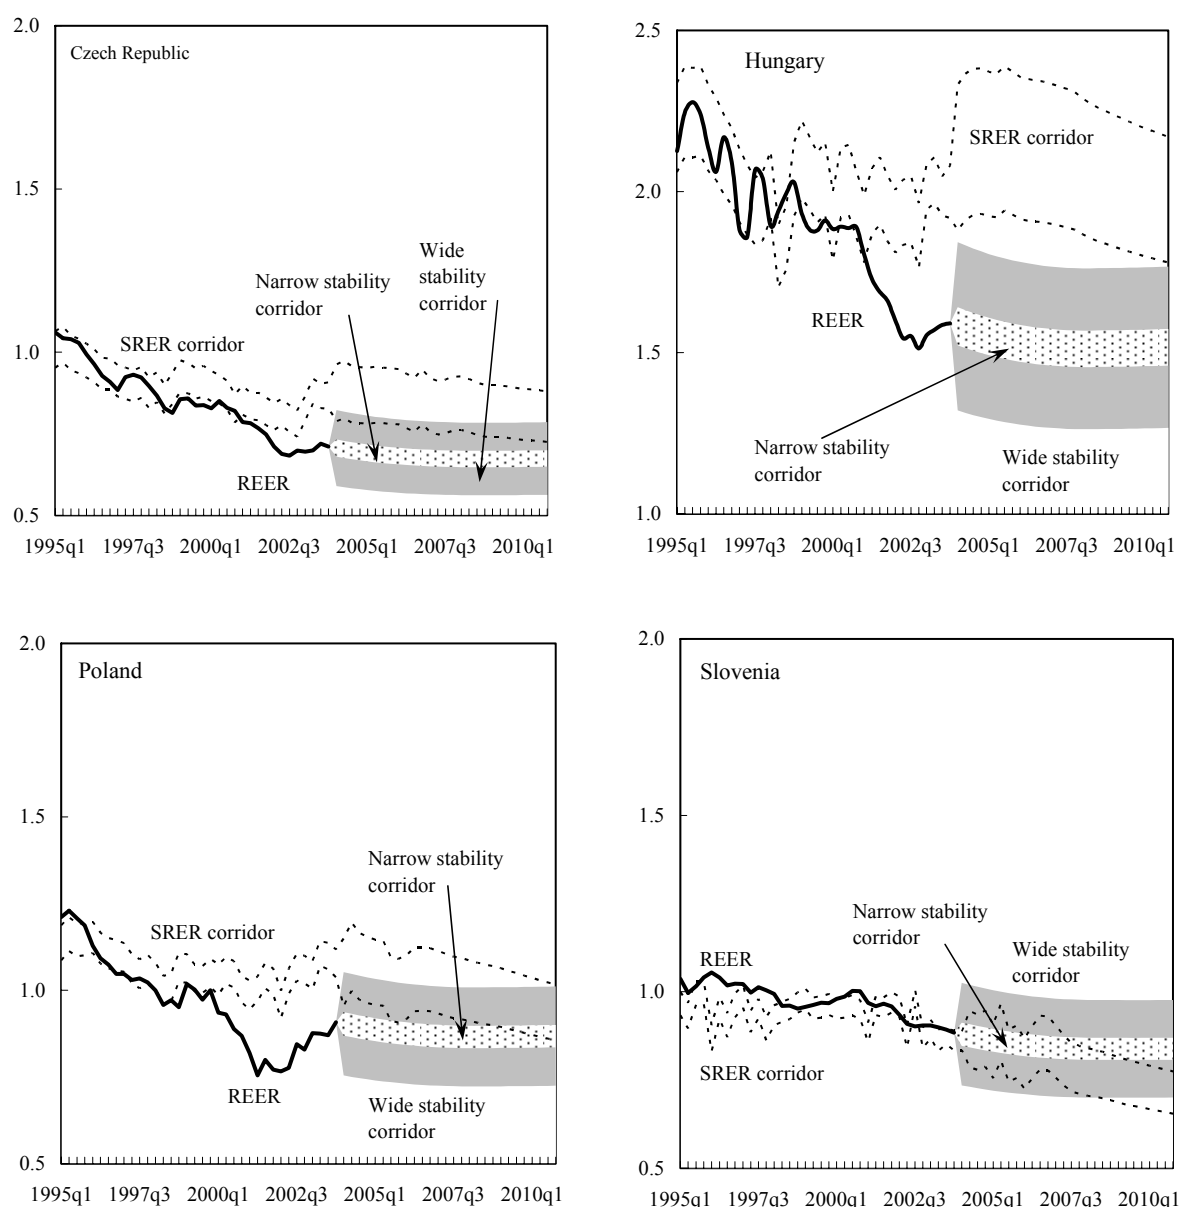 2.0
Czech Republic
1.5
Wide
stability
corridor
Narrow stability
corridor
SRER corridor
1.0
REER
0.5
1995q1 1997q3 2000q1 2002q3 2005q1 2007q3 2010q1
2.5
Hungary
SRER corridor
2.0
REER
1.5
Narrow stability
corridor
Wide stability
corridor
1.0
1995q1 1997q3 2000q1 2002q3 2005q1 2007q3 2010q1
2.0
Poland
1.5
Narrow stability
corridor
SRER corridor
1.0
REER
Wide stability
corridor
0.5
1995q1 1997q3 2000q1 2002q3 2005q1 2007q3 2010q1
2.0
Slovenia
1.5
Narrow stability
corridor
Wide stability
corridor
REER
1.0
SRER corridor
0.5
1995q1 1997q3 2000q1 2002q3 2005q1 2007q3 2010q1